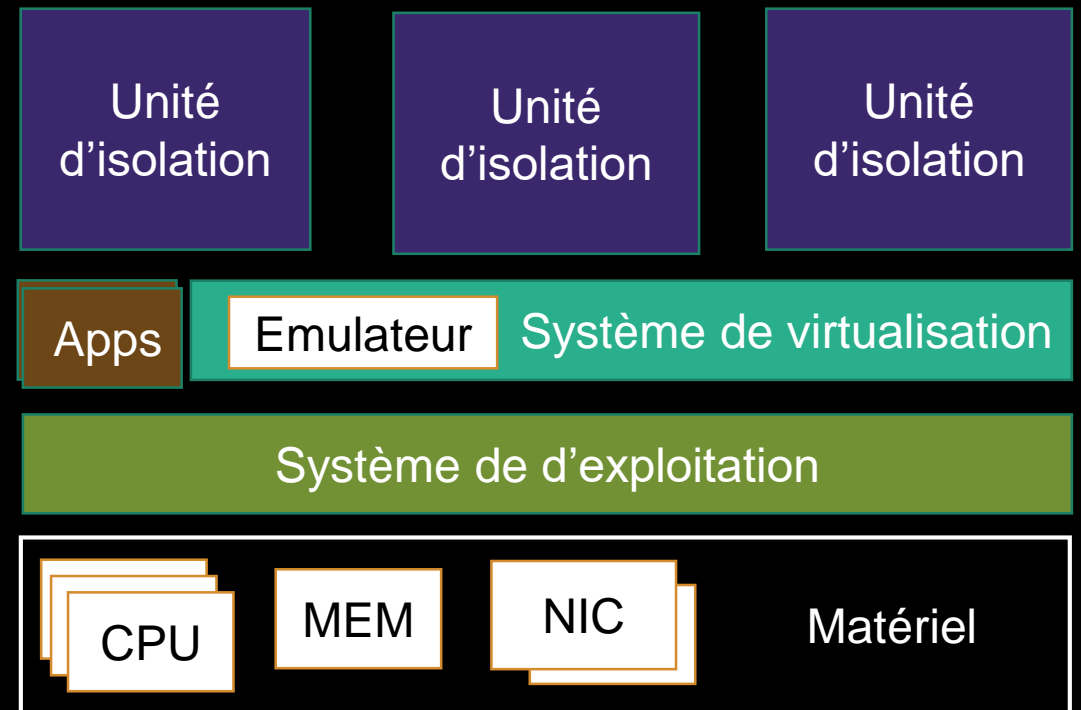 Unité
d’isolation
Unité
d’isolation
Unité
d’isolation
Apps
Emulateur
Système de virtualisation
Système de d’exploitation
CPU
MEM
NIC
Matériel